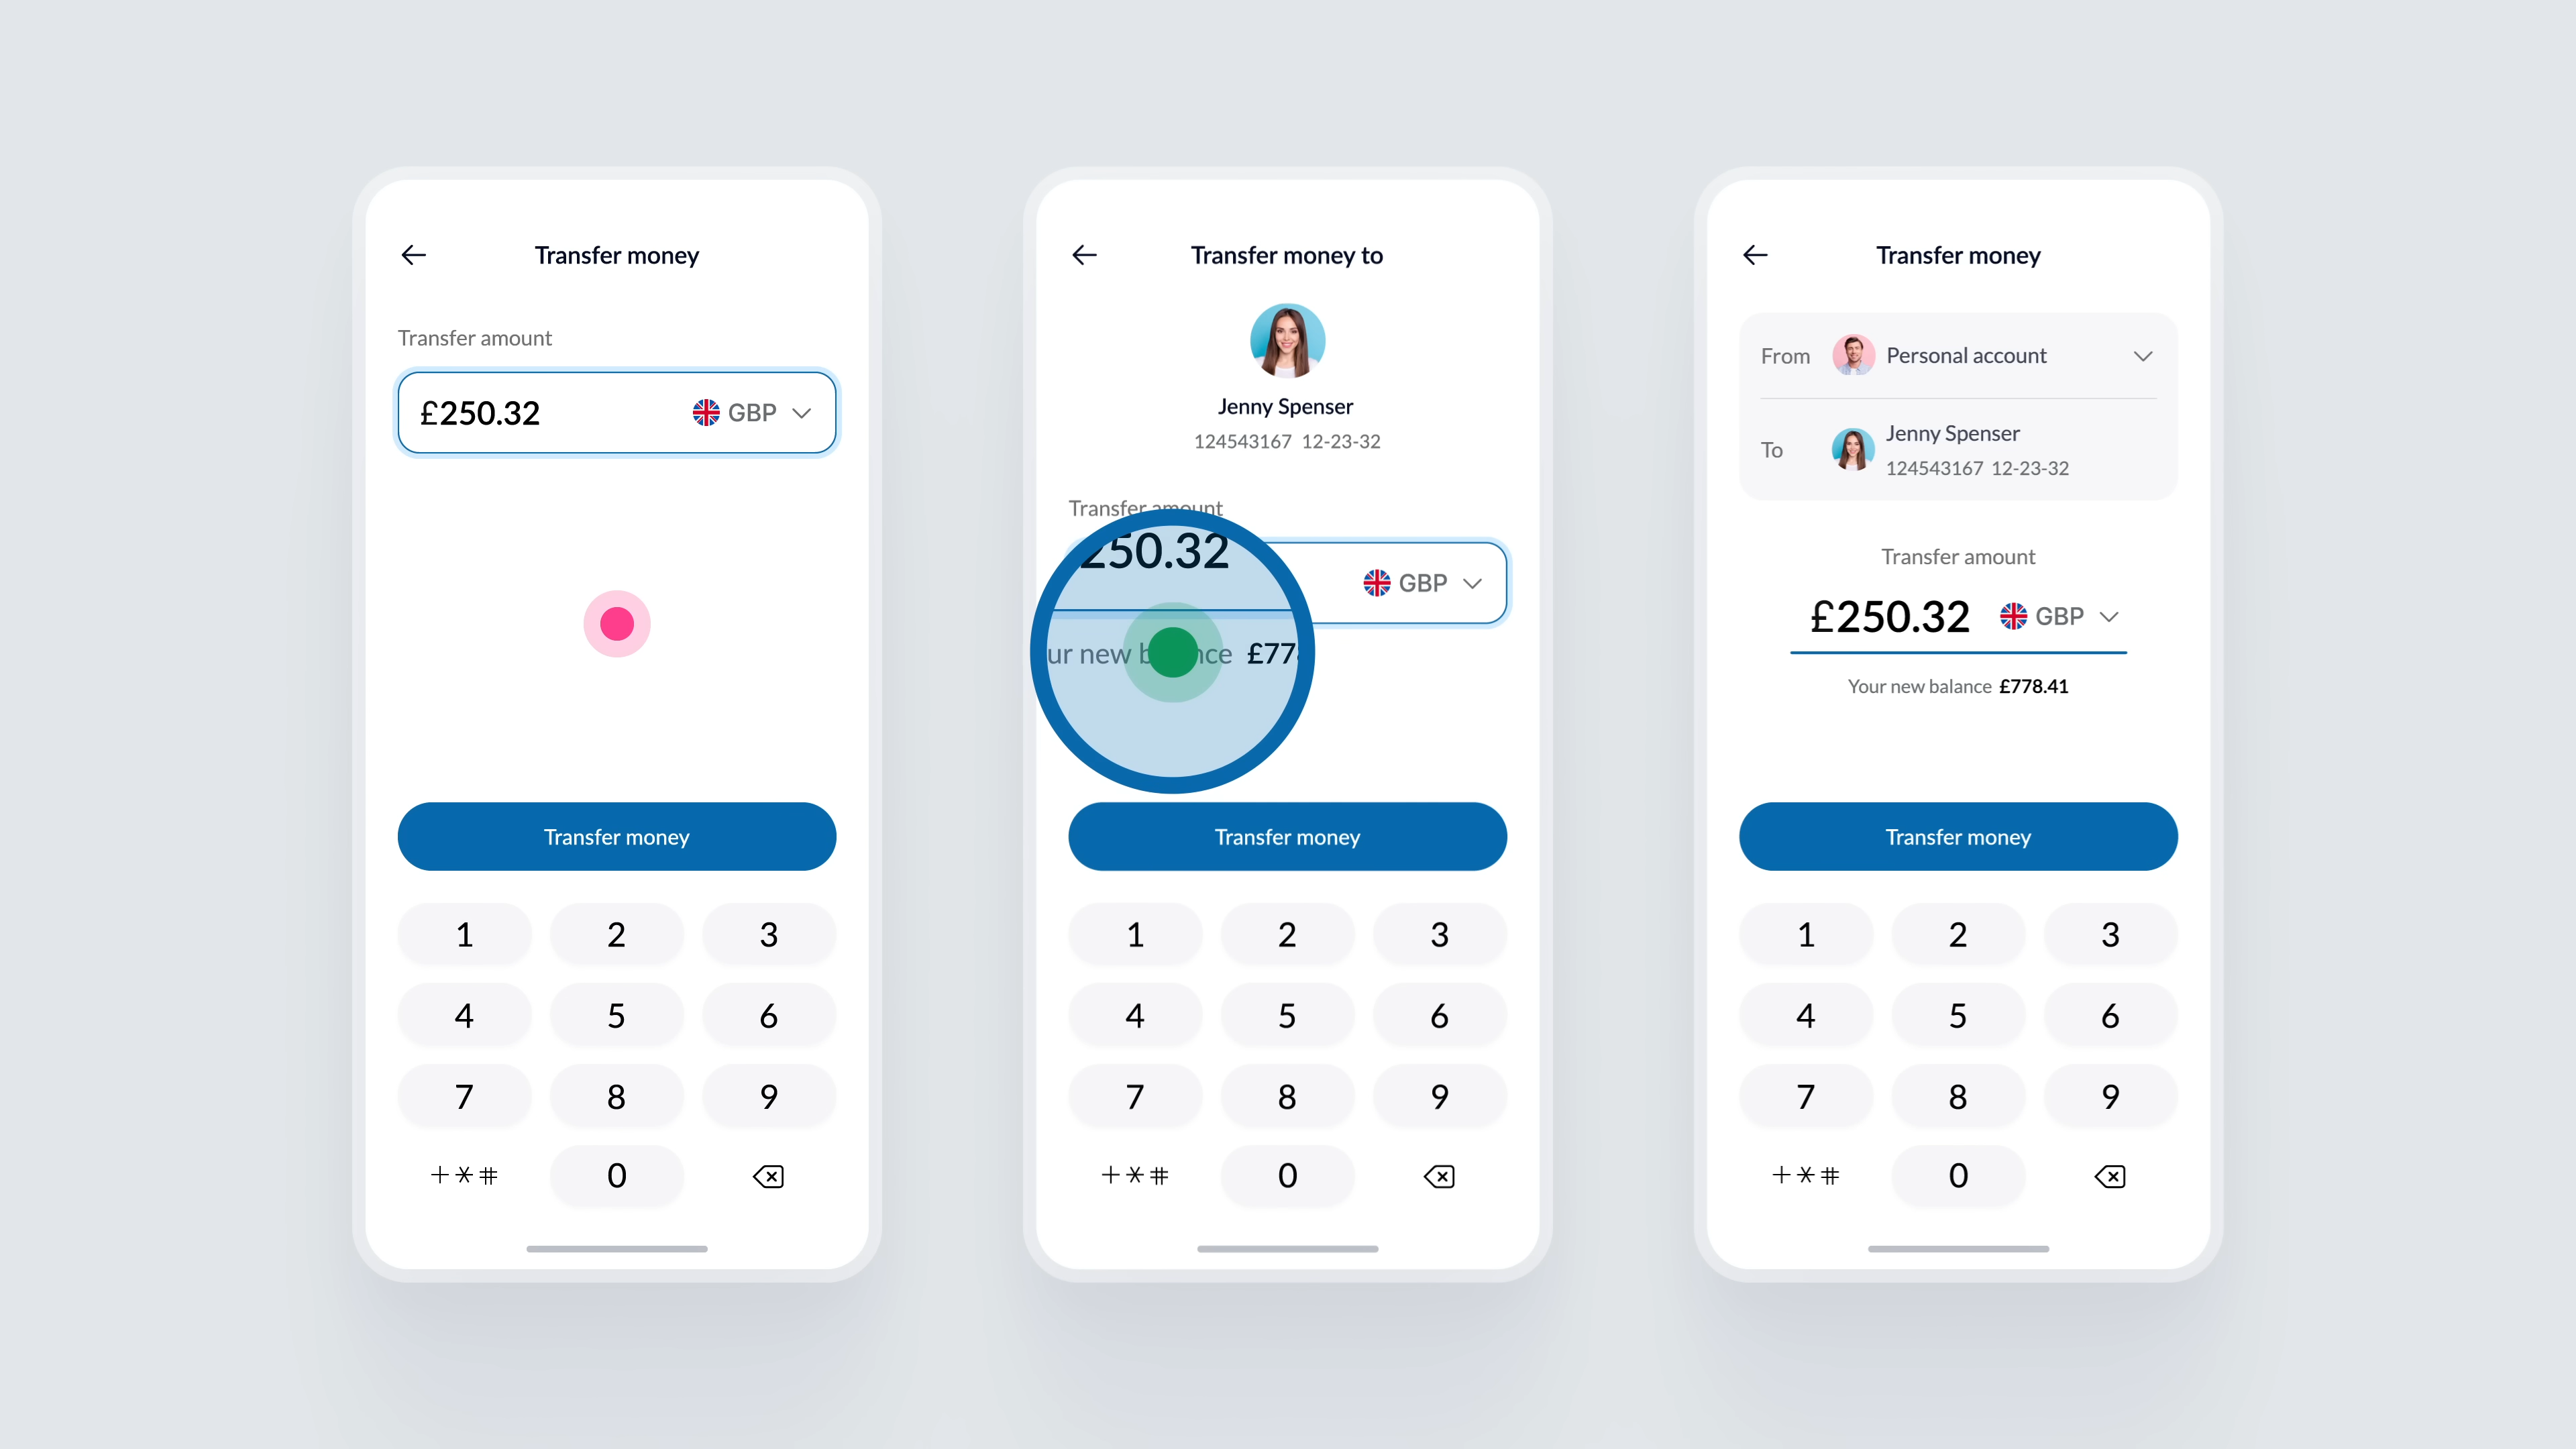 Transfer money
Transfer amount
£250.32 GBP
Transfer money
1 2 3
4 5 6
7 8 9
+*# 0
Transfer money to
Jenny Spenser
124543167 12-23-32
Transfer amount
250.32 GBP
new £77
Transfer money
1 2 3
4 5 6
7 8 9
+*# 0
Transfer money
From Personal account
To Jenny Spenser
124543167 12-23-32
Transfer amount
£250.32 GBP
Your new balance £778.41
Transfer money
1 2 3
4 5 6
7 8 9
+*# 0